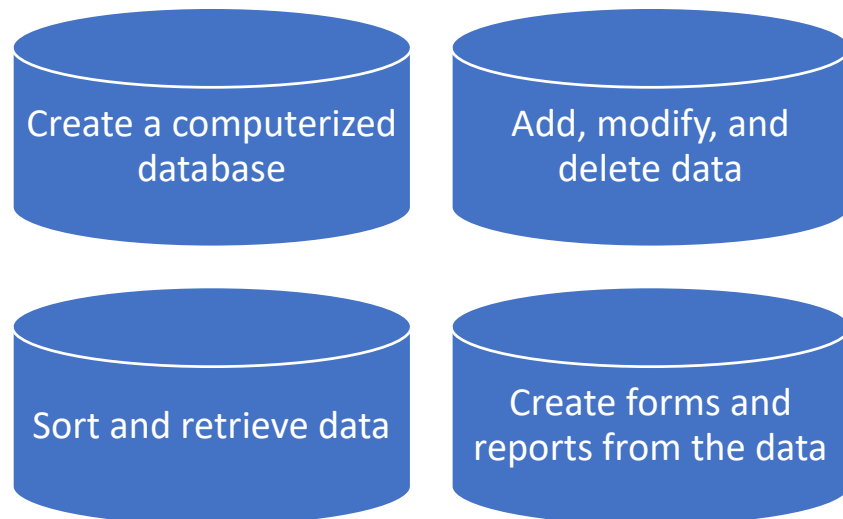 Create a computerized
database
Add, modify, and
delete data
Sort and retrieve data
Create forms and
reports from the data